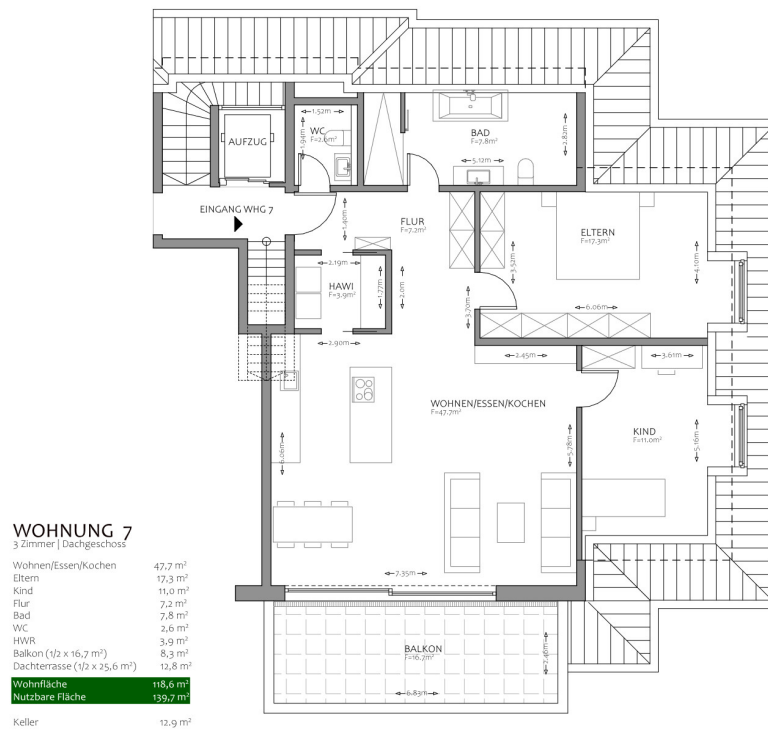 1.52m
WC
F=2.6m²
1.94m
AUFZUG
BAD
F=7.8m²
5.12m
2.82m
EINGANG WHG 7
1.40m
FLUR
F=7.2m²
ELTERN
F=17.3m²
3.52m
4.10m
6.06m
2.19m
HAWI
F=3.9m²
1.77m
2.0m
3.70m
2.90m
2.45m
3.61m
WOHNEN/ESSEN/KOCHEN
F=47.7m²
KIND
F=11.0m²
5.78m
5.16m
6.06m
7.35m
BALKON
F=16.7m²
2.46m
6.83m
WOHNUNG 7
3 Zimmer | Dachgeschoss
Wohnen/Essen/Kochen 47,7 m²
Eltern 17,3 m²
Kind 11,0 m²
Flur 7,2 m²
Bad 7,8 m²
WC 2,6 m²
HWR 3,9 m²
Balkon (1/2 x 16,7 m²) 8,3 m²
Dachterrasse (1/2 x 25,6 m²) 12,8 m²
Wohnfläche 118,6 m²
Nutzbare Fläche 139,7 m²
Keller 12.9 m²